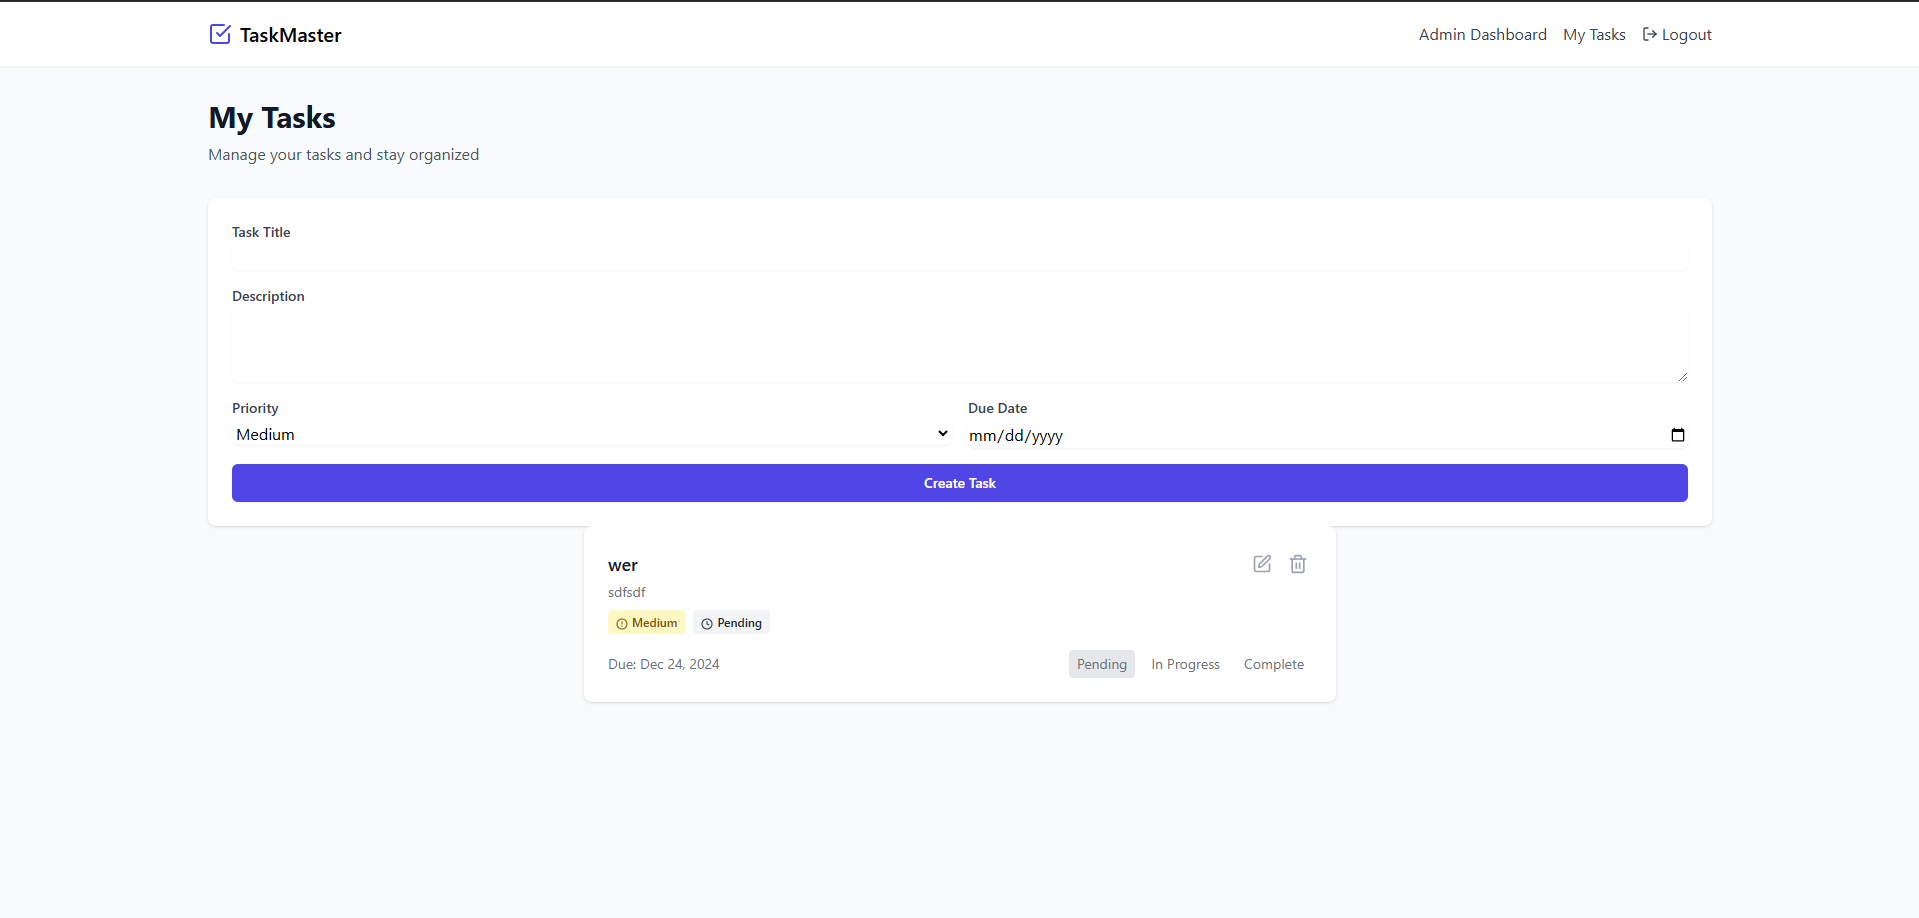 TaskMaster
Admin Dashboard My Tasks Logout
My Tasks
Manage your tasks and stay organized
Task Title
Description
Priority Due Date
Medium mm/dd/yyyy
Create Task
wer
sdfsdf
Medium Pending
Due: Dec 24, 2024 Pending In Progress Complete